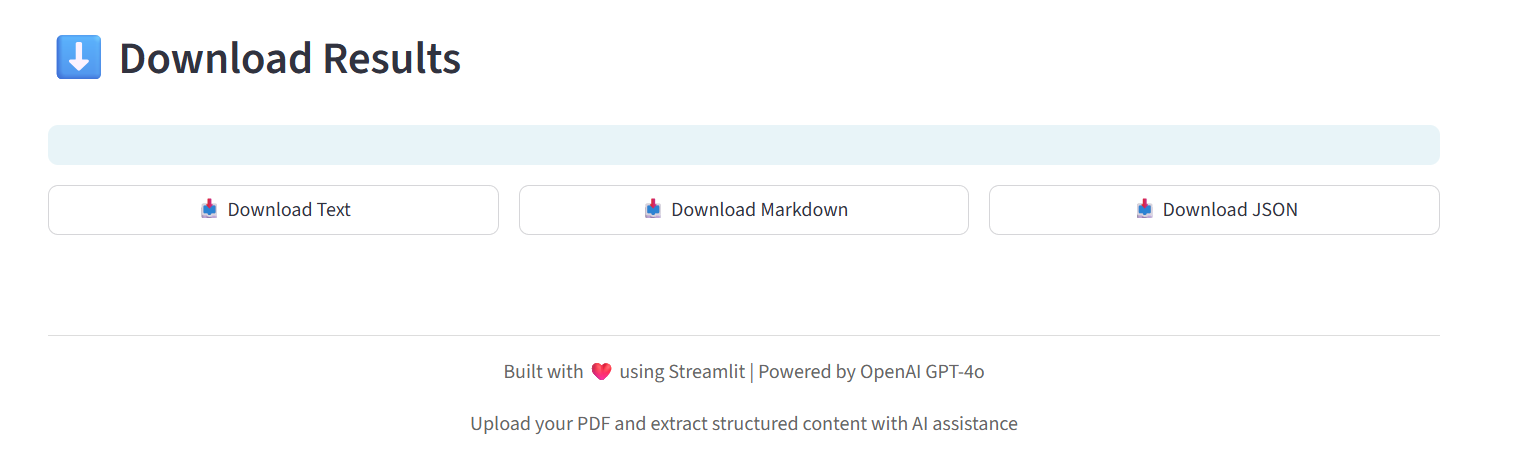 ⬇️ Download Results
📥 Download Text
📥 Download Markdown
📥 Download JSON
Built with ❤️ using Streamlit | Powered by OpenAI GPT-4o
Upload your PDF and extract structured content with AI assistance